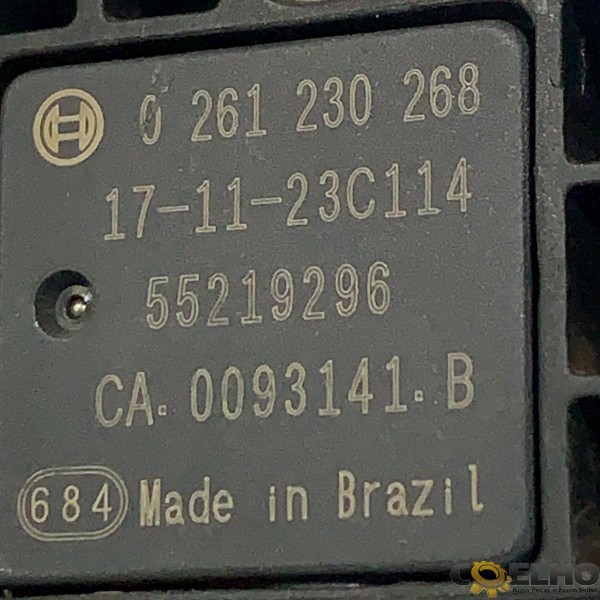 0 261 230 268
17-11-23C114
55219296
CA. 0093141. B
684 Made in Brazil
COELHO